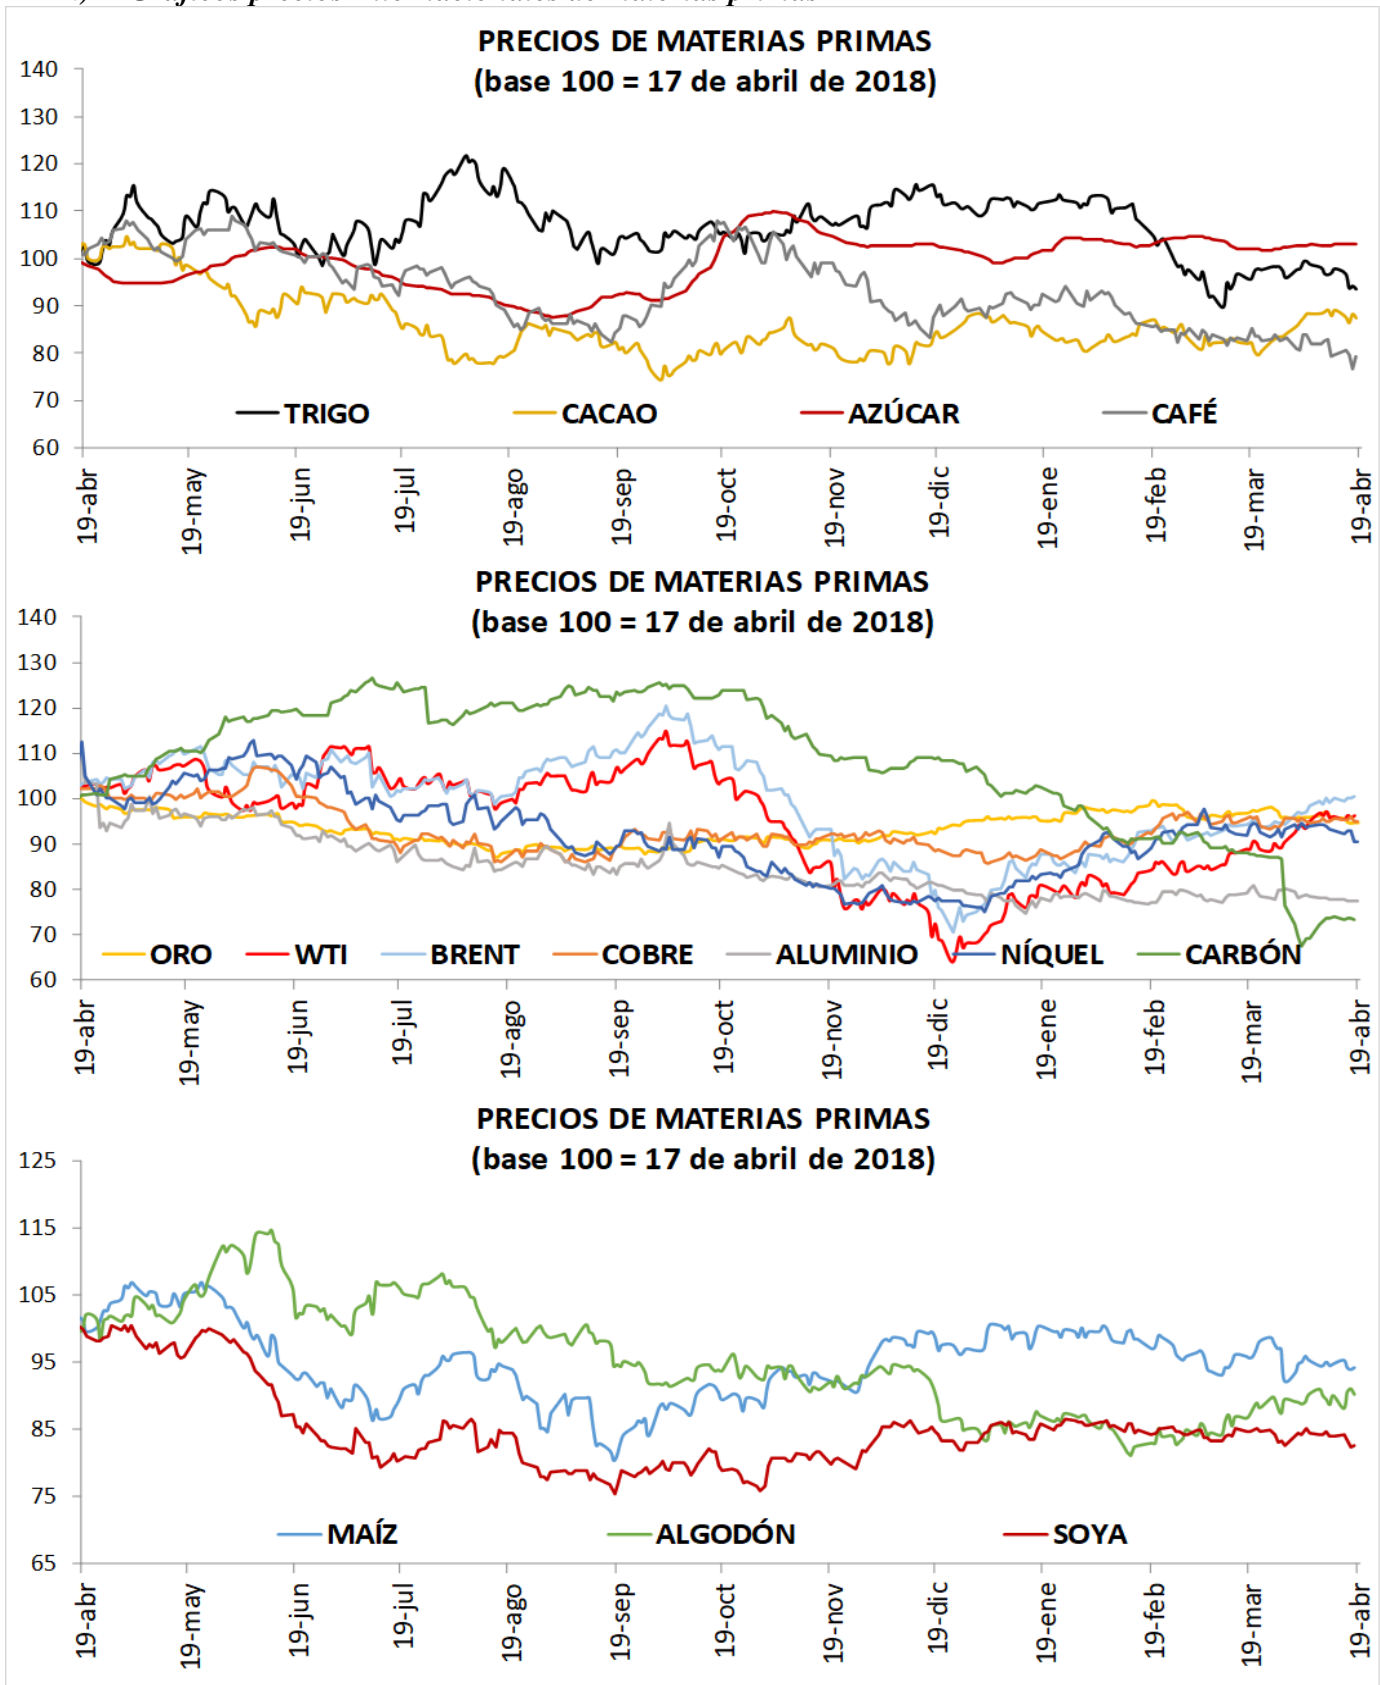 Gráficos precios internacionales de materias primas
PRECIOS DE MATERIAS PRIMAS
(base 100 = 17 de abril de 2018)
140
130
120
110
100
90
80
70
60
TRIGO CACAO AZÚCAR CAFÉ
19-abr 19-may 19-jun 19-jul 19-ago 19-sep 19-oct 19-nov 19-dic 19-ene 19-feb 19-mar 19-abr
PRECIOS DE MATERIAS PRIMAS
(base 100 = 17 de abril de 2018)
140
130
120
110
100
90
80
70
60
ORO WTI BRENT COBRE ALUMINIO NÍQUEL CARBÓN
19-abr 19-may 19-jun 19-jul 19-ago 19-sep 19-oct 19-nov 19-dic 19-ene 19-feb 19-mar 19-abr
PRECIOS DE MATERIAS PRIMAS
(base 100 = 17 de abril de 2018)
125
115
105
95
85
75
65
MAÍZ ALGODÓN SOYA
19-abr 19-may 19-jun 19-jul 19-ago 19-sep 19-oct 19-nov 19-dic 19-ene 19-feb 19-mar 19-abr